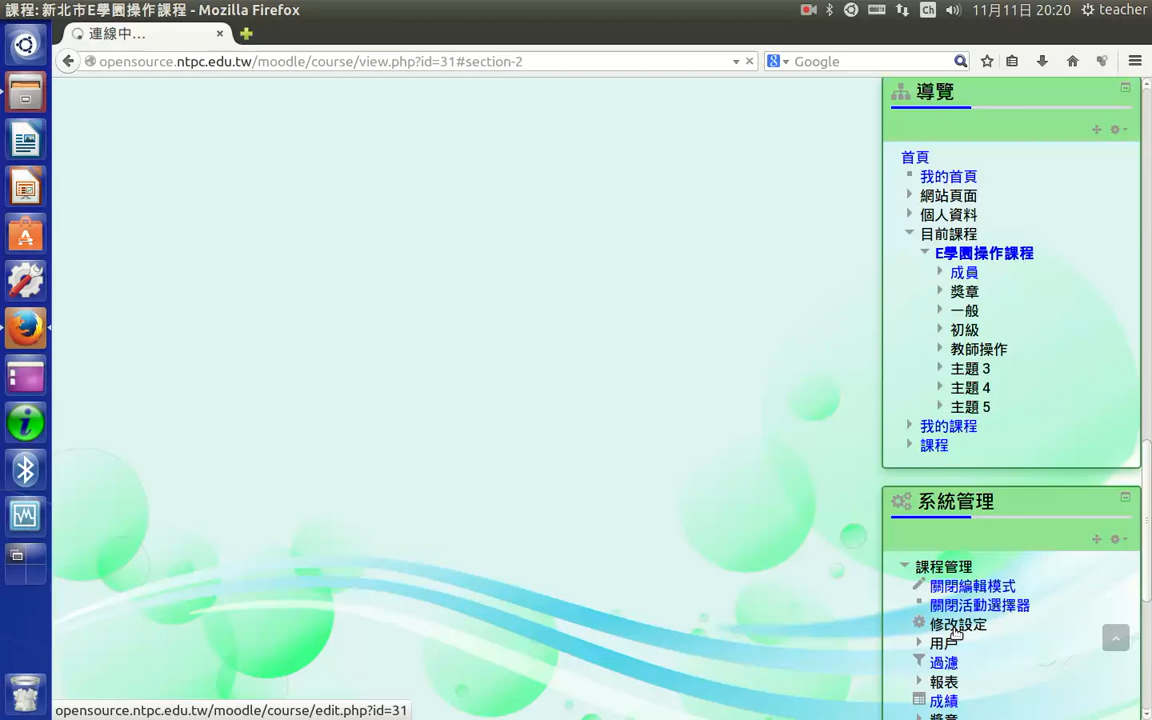 課程: 新北市E學園操作課程 - Mozilla Firefox
Ch
11月11日 20:20
teacher
連線中...
opensource.ntpc.edu.tw/moodle/course/view.php?id=31#section-2
Google
導覽
首頁
我的首頁
網站頁面
個人資料
目前課程
E學園操作課程
成員
獎章
一般
初級
教師操作
主題 3
主題 4
主題 5
我的課程
課程
系統管理
課程管理
關閉編輯模式
關閉活動選擇器
修改設定
用戶
過濾
報表
成績
獎章
opensource.ntpc.edu.tw/moodle/course/edit.php?id=31